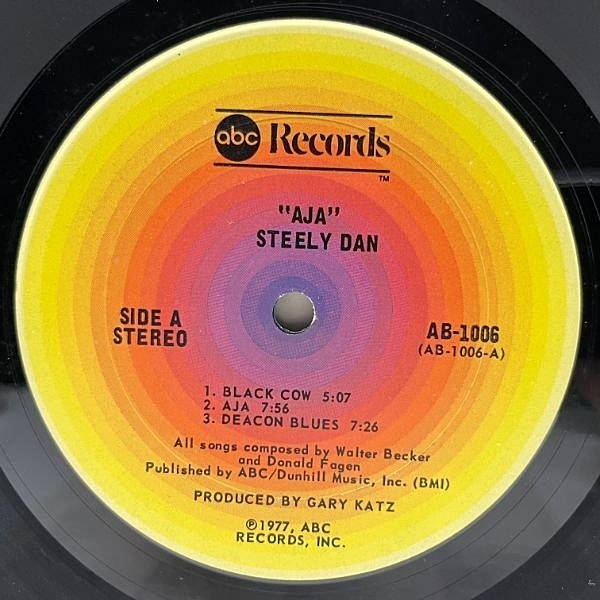 abc Records
TM
"AJA"
STEELY DAN
SIDE A
STEREO
AB-1006
(AB-1006-A)
1. BLACK COW 5:07
2. AJA 7:56
3. DEACON BLUES 7:26
All songs composed by Walter Becker
and Donald Fagen
Published by ABC/Dunhill Music, Inc. (BMI)
PRODUCED BY GARY KATZ
℗1977, ABC
RECORDS, INC.